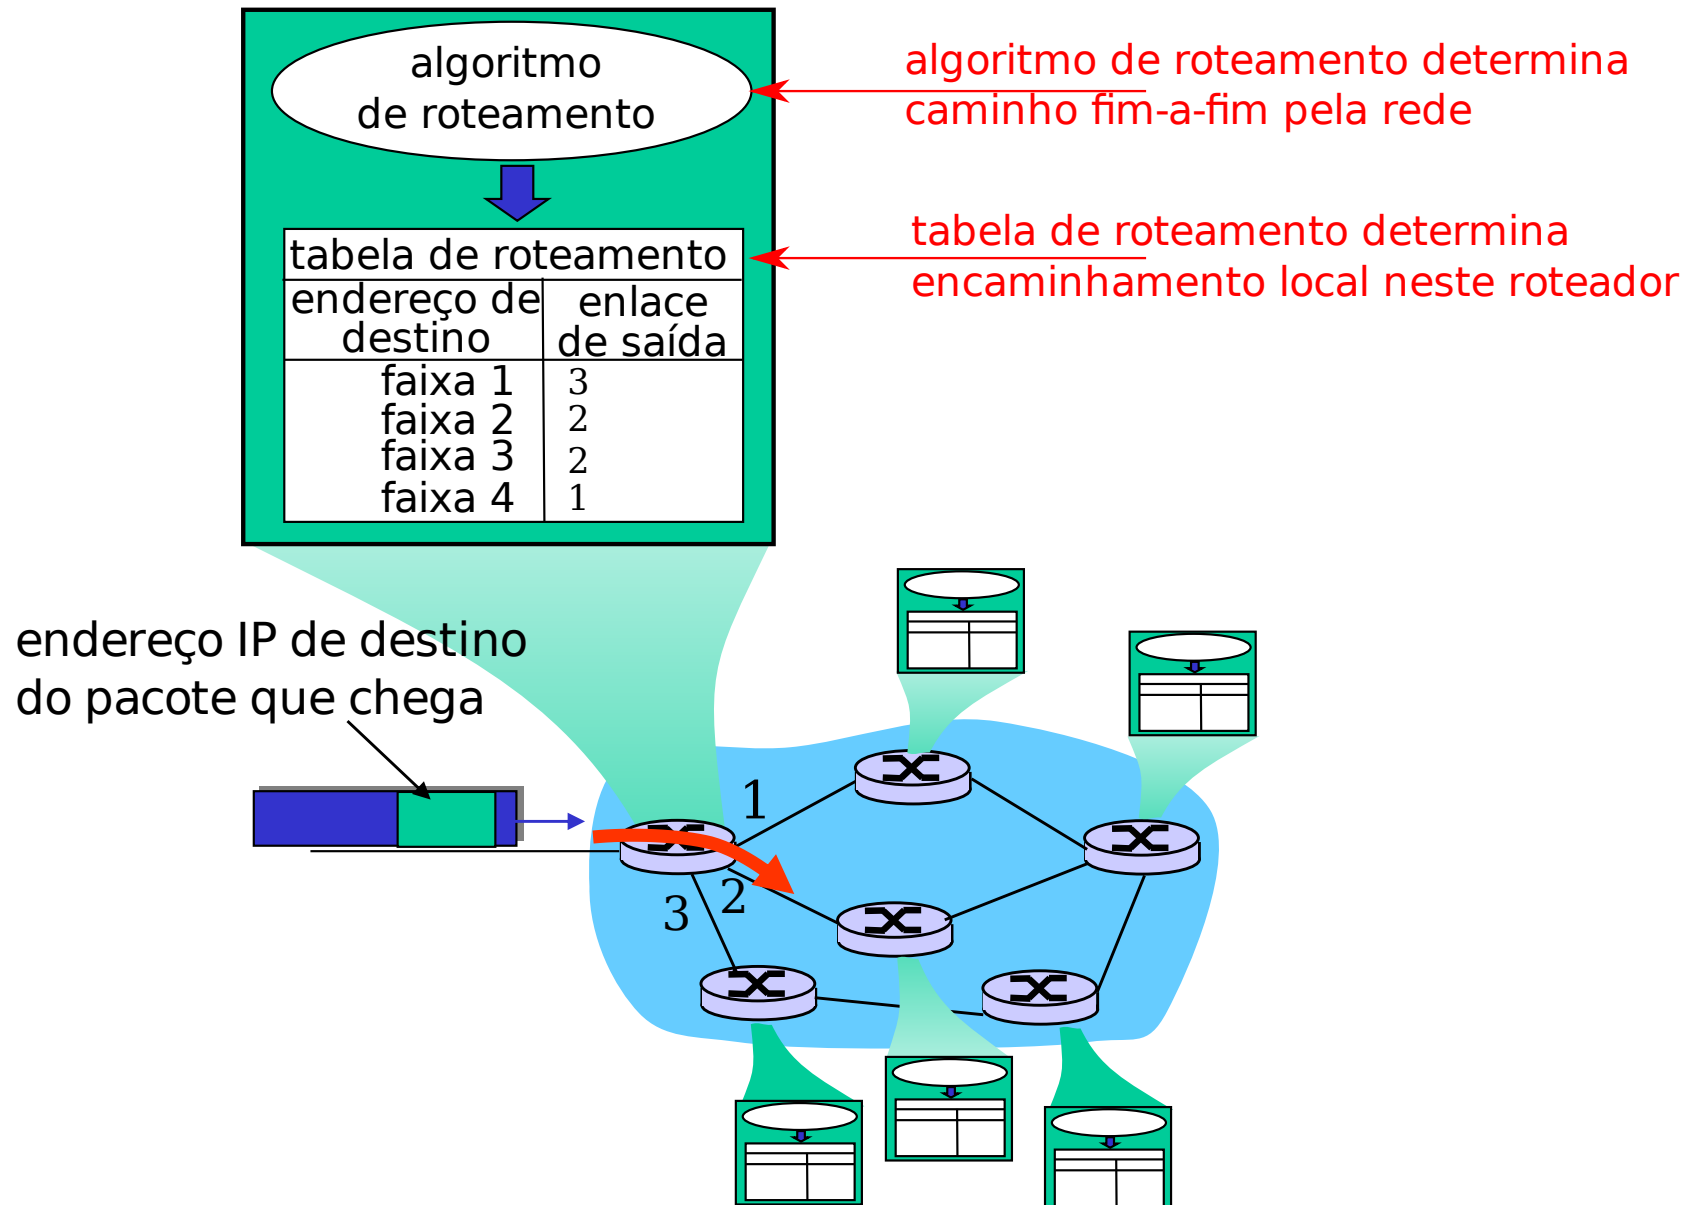 algoritmo
de roteamento
algoritmo de roteamento determina
caminho fim-a-fim pela rede
tabela de roteamento
tabela de roteamento determina
encaminhamento local neste roteador
endereço de
destino
enlace
de saída
faixa 1 3
faixa 2 2
faixa 3 2
faixa 4 1
endereço IP de destino
do pacote que chega
1
2
3